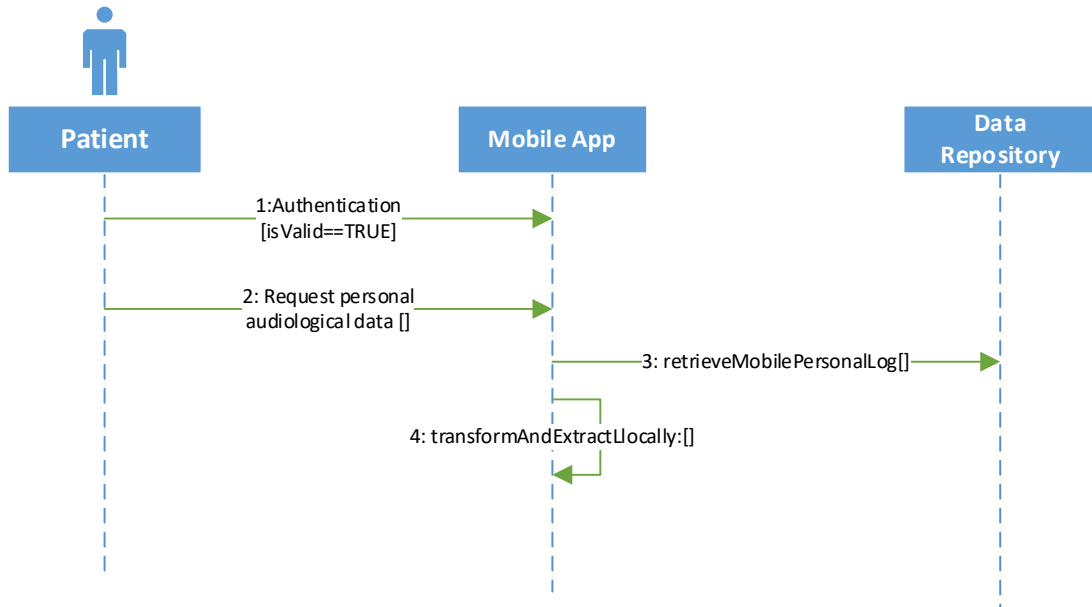 Patient
Mobile App
Data
Repository
1:Authentication
[isValid==TRUE]
2: Request personal
audiological data []
3: retrieveMobilePersonalLog[]
4: transformAndExtractLlocally:[]